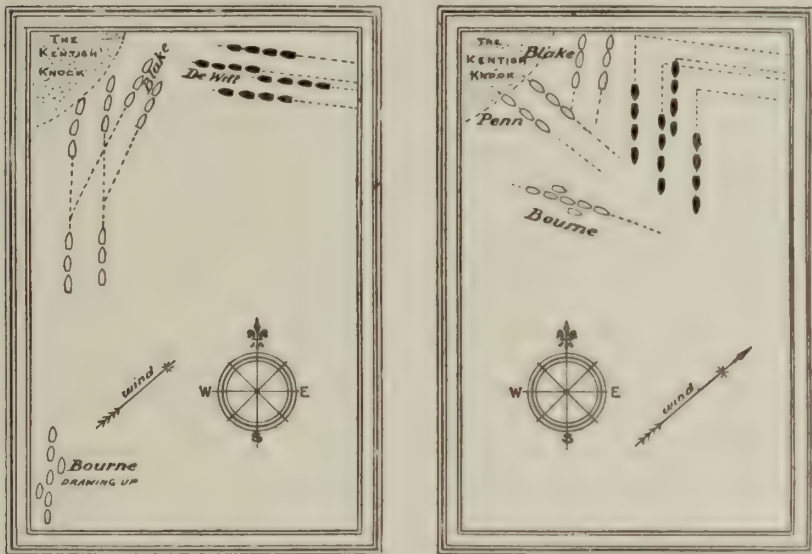 THE
KENTISH
KNOCK
Blake
De Witt
wind
W
E
S
Bourne
DRAWING UP
THE
KENTISH
KNOCK
Blake
Penn
Bourne
W
E
S
wind